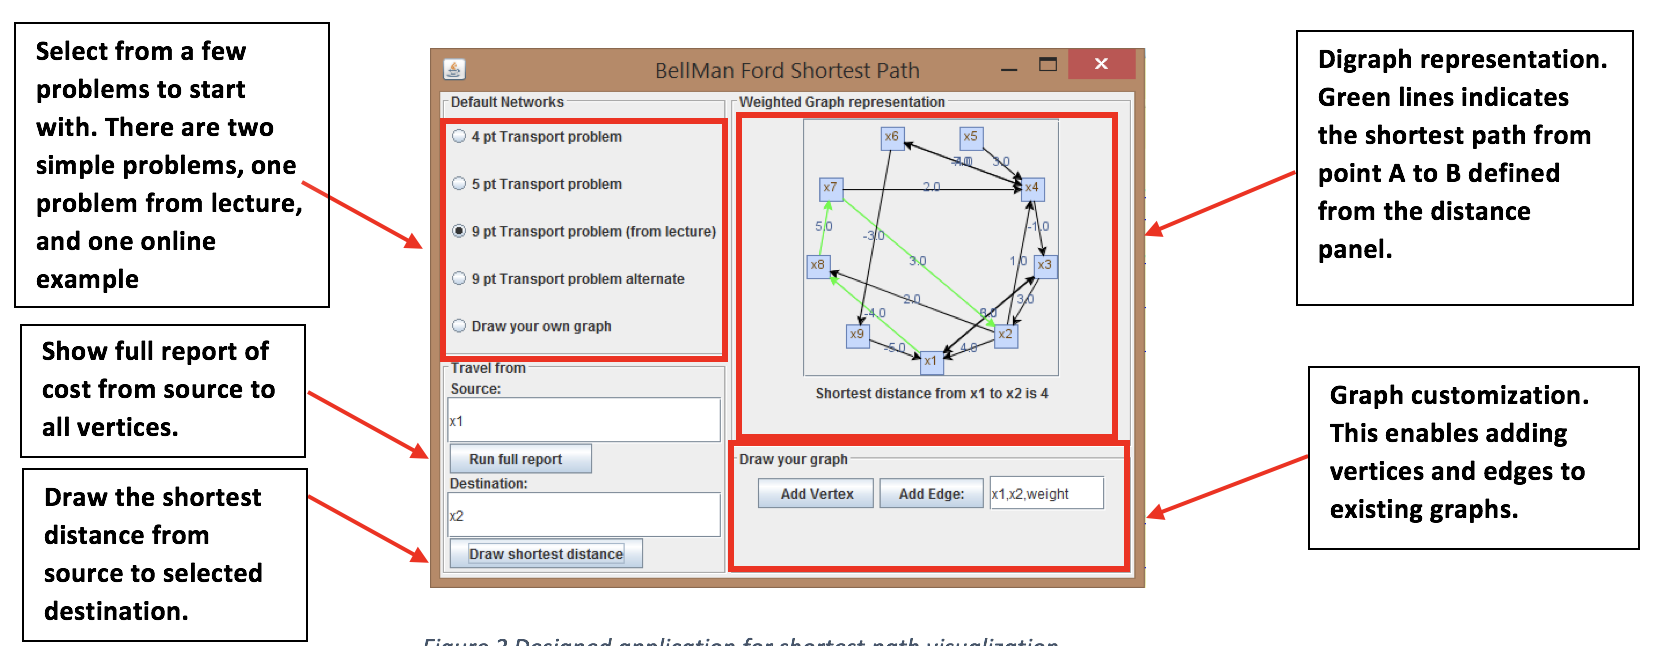 Select from a few
problems to start
with. There are two
simple problems, one
problem from lecture,
and one online
example
Show full report of
cost from source to
all vertices.
Draw the shortest
distance from
source to selected
destination.
BellMan Ford Shortest Path
Default Networks
4 pt Transport problem
5 pt Transport problem
9 pt Transport problem (from lecture)
9 pt Transport problem alternate
Draw your own graph
Travel from
Source:
x1
Run full report
Destination:
x2
Draw shortest distance
Weighted Graph representation
x6
x5
3.0
x7
2.0
x4
5.0
-3.0
-1.0
x8
3.0
1.0
x3
2.0
3.0
-4.0
x9
x2
-5.0
x1
4.0
Shortest distance from x1 to x2 is 4
Draw your graph
Add Vertex
Add Edge:
x1,x2,weight
Digraph representation.
Green lines indicates
the shortest path from
point A to B defined
from the distance
panel.
Graph customization.
This enables adding
vertices and edges to
existing graphs.
Figure 2 Designed application for shortest path visualization